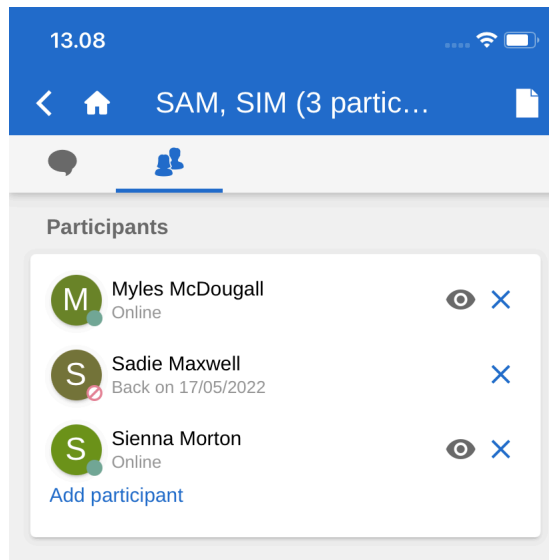 13.08
SAM, SIM (3 partic...
Participants
M
Myles McDougall
Online
S
Sadie Maxwell
Back on 17/05/2022
S
Sienna Morton
Online
Add participant